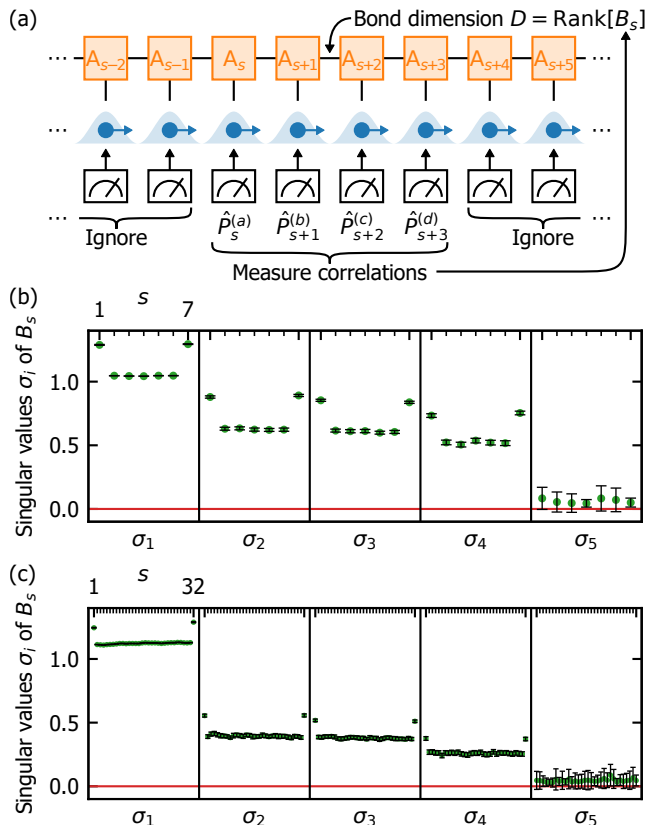 (a)
Bond dimension D = Rank[B_s]
··· A_{s−2} A_{s−1} A_s A_{s+1} A_{s+2} A_{s+3} A_{s+4} A_{s+5} ···
··· ···
··· P̂_s^{(a)} P̂_{s+1}^{(b)} P̂_{s+2}^{(c)} P̂_{s+3}^{(d)} ···
Ignore Ignore
Measure correlations
(b)
s
1 7
Singular values σ_i of B_s
1.0
0.5
0.0
σ_1 σ_2 σ_3 σ_4 σ_5
(c)
s
1 32
Singular values σ_i of B_s
1.0
0.5
0.0
σ_1 σ_2 σ_3 σ_4 σ_5